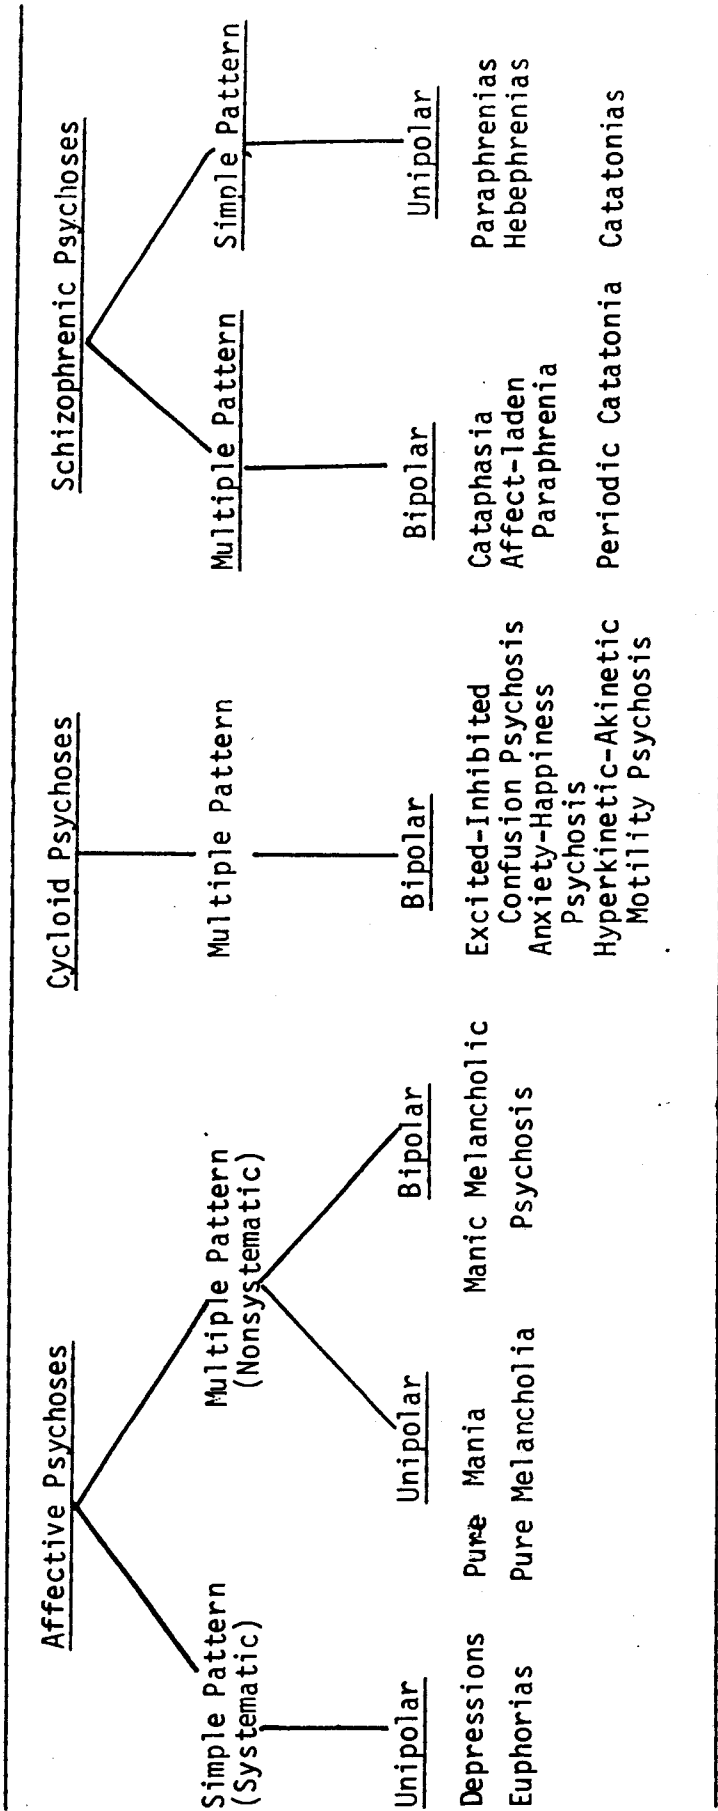 Affective Psychoses
Cycloid Psychoses
Schizophrenic Psychoses
Simple Pattern
(Systematic)
Multiple Pattern
(Nonsystematic)
Multiple Pattern
Multiple Pattern
Simple Pattern
Unipolar
Unipolar
Bipolar
Bipolar
Bipolar
Unipolar
Depressions
Euphorias
Pure Mania
Pure Melancholia
Manic Melancholic
Psychosis
Excited-Inhibited
Confusion Psychosis
Anxiety-Happiness
Psychosis
Hyperkinetic-Akinetic
Motility Psychosis
Cataphasia
Affect-laden
Paraphrenia
Periodic Catatonia
Paraphrenias
Hebephrenias
Catatonias